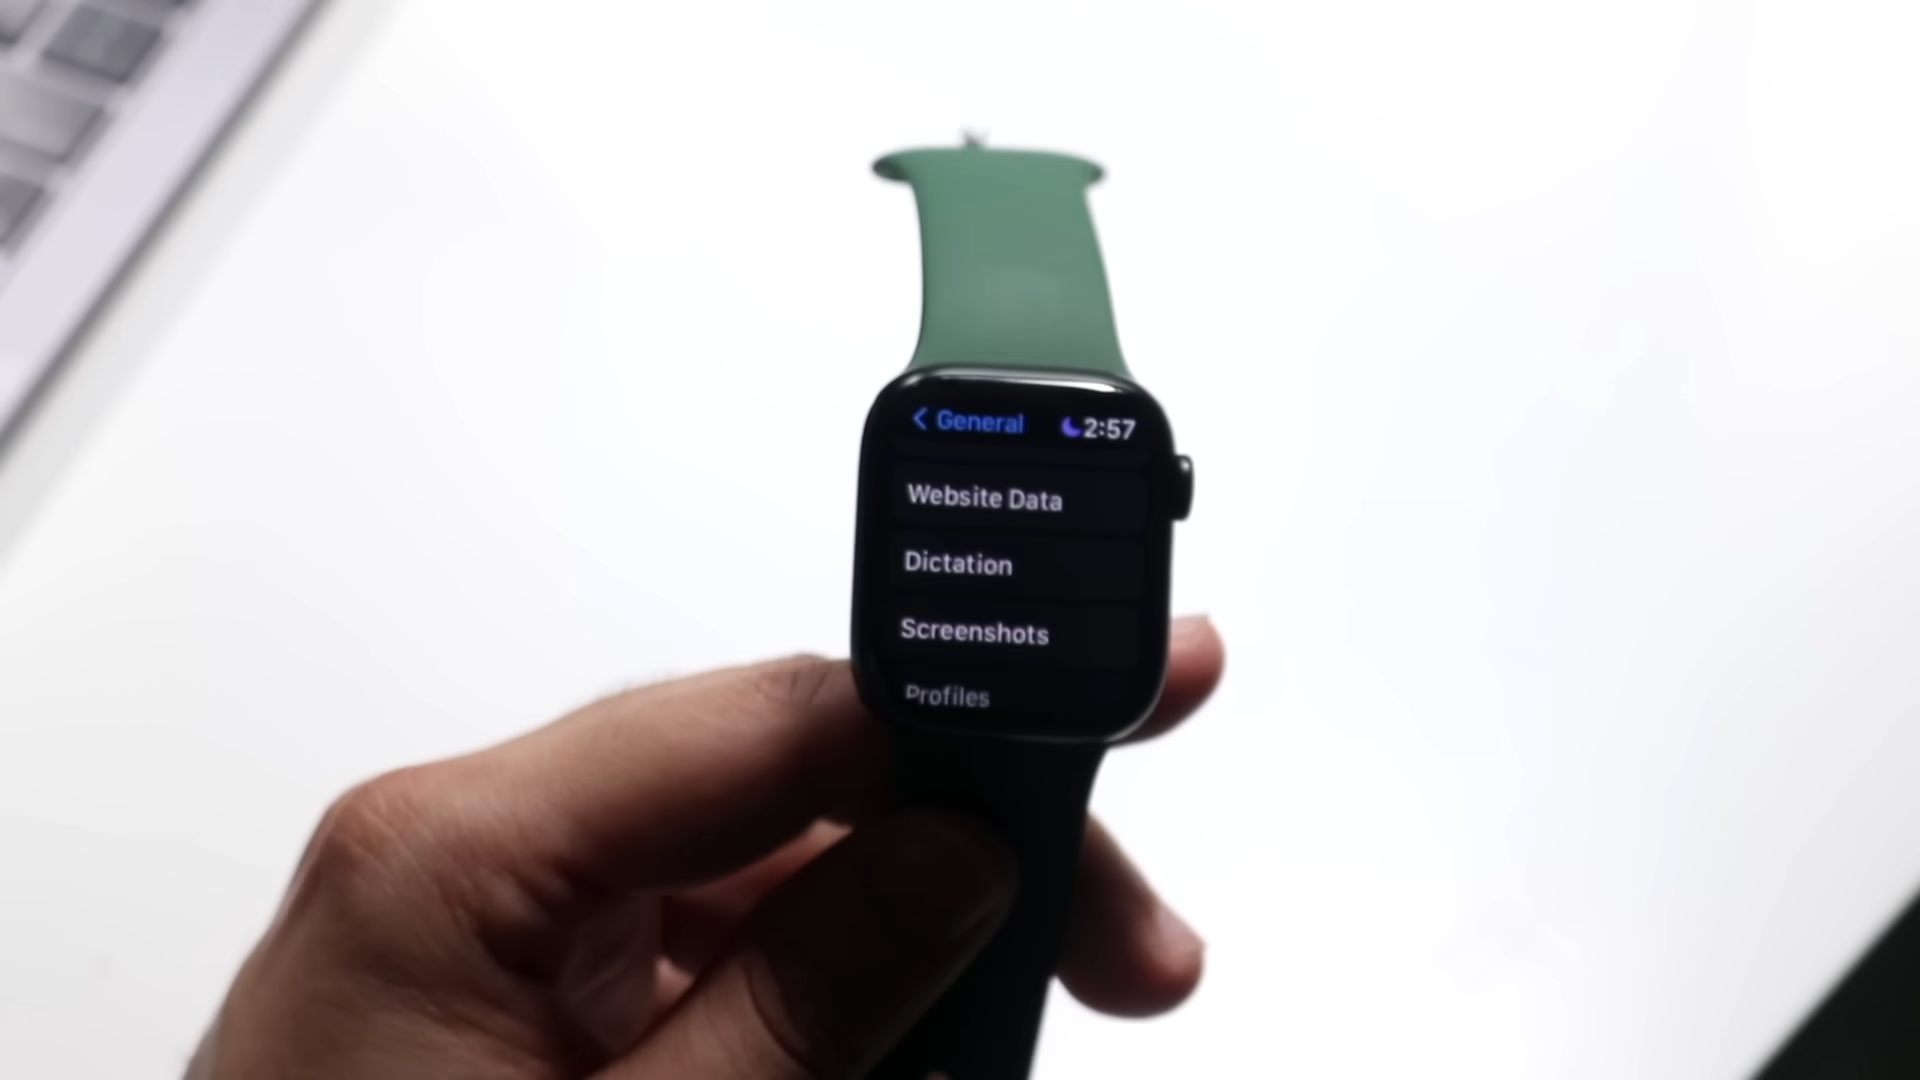 < General 2:57
Website Data
Dictation
Screenshots
Profiles